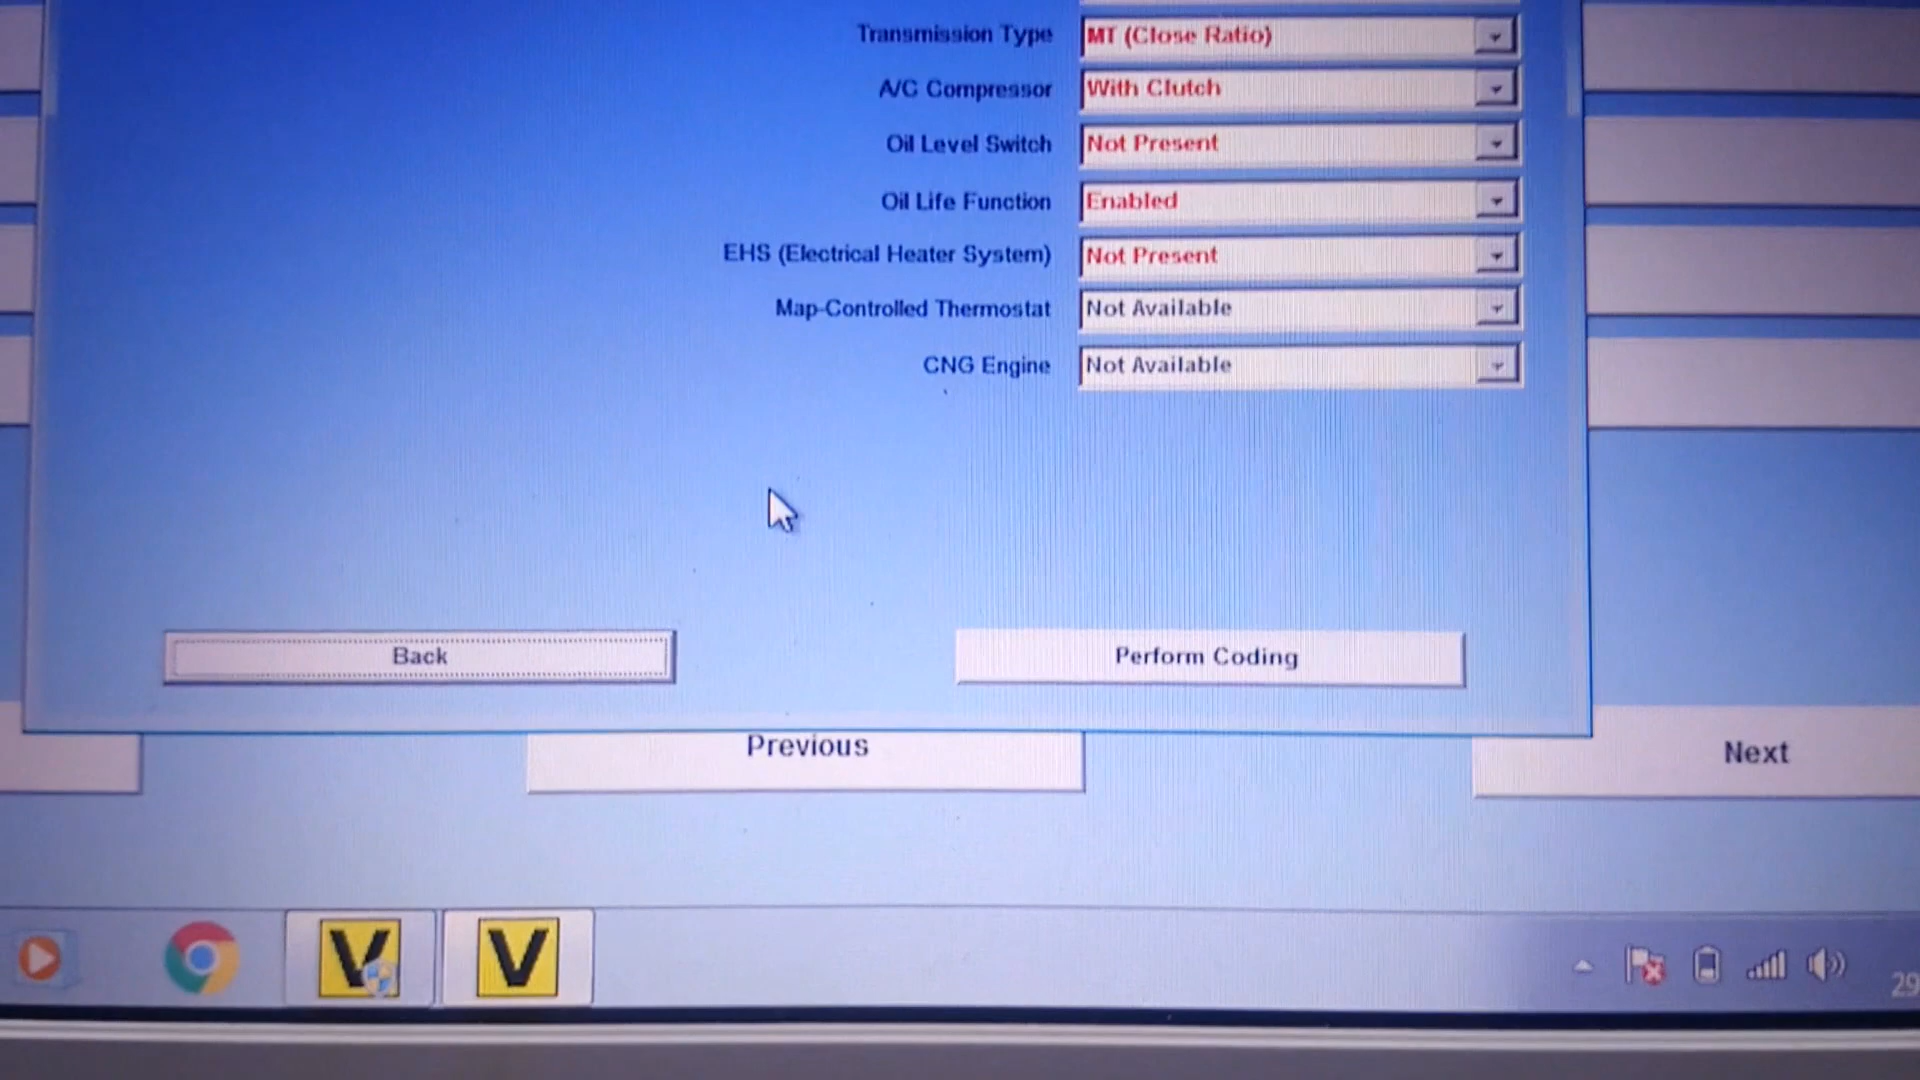 Transmission Type MT (Close Ratio)
A/C Compressor With Clutch
Oil Level Switch Not Present
Oil Life Function Enabled
EHS (Electrical Heater System) Not Present
Map-Controlled Thermostat Not Available
CNG Engine Not Available
Back Perform Coding
Previous Next
V V
29